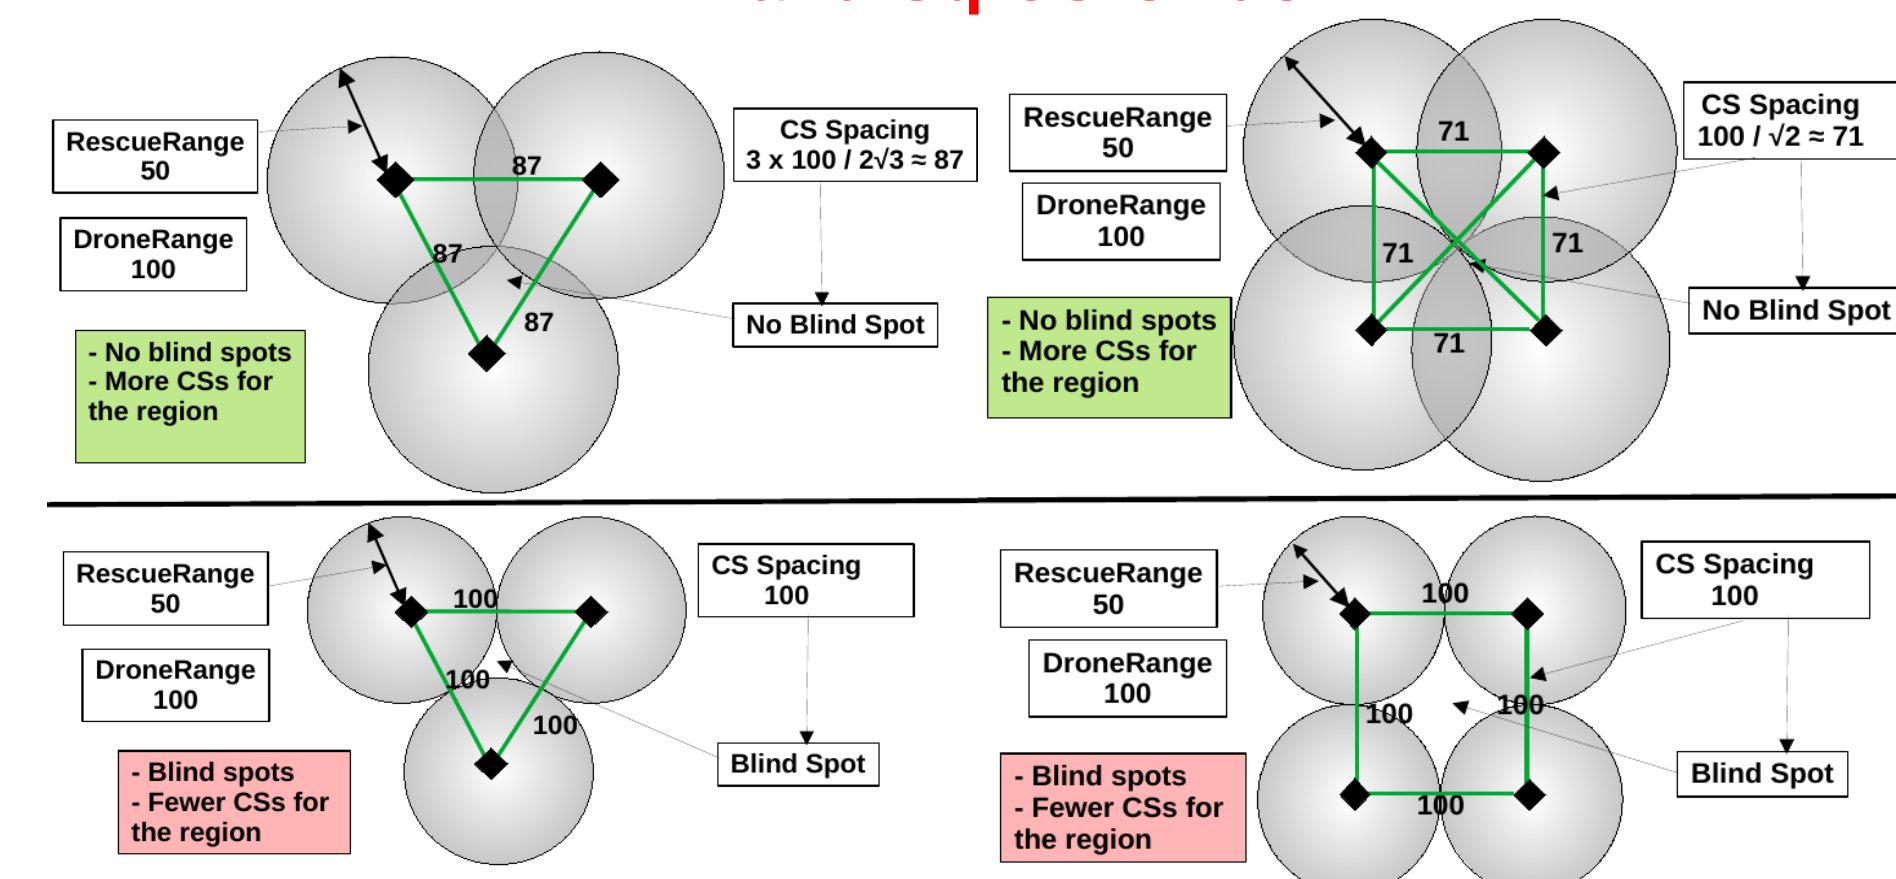 RescueRange
50
DroneRange
100
- No blind spots
- More CSs for
the region
87
87
87
CS Spacing
3 x 100 / 2√3 ≈ 87
No Blind Spot
RescueRange
50
DroneRange
100
- No blind spots
- More CSs for
the region
71
71
71
71
CS Spacing
100 / √2 ≈ 71
No Blind Spot
RescueRange
50
DroneRange
100
- Blind spots
- Fewer CSs for
the region
100
100
100
CS Spacing
100
Blind Spot
RescueRange
50
DroneRange
100
- Blind spots
- Fewer CSs for
the region
100
100
100
100
CS Spacing
100
Blind Spot